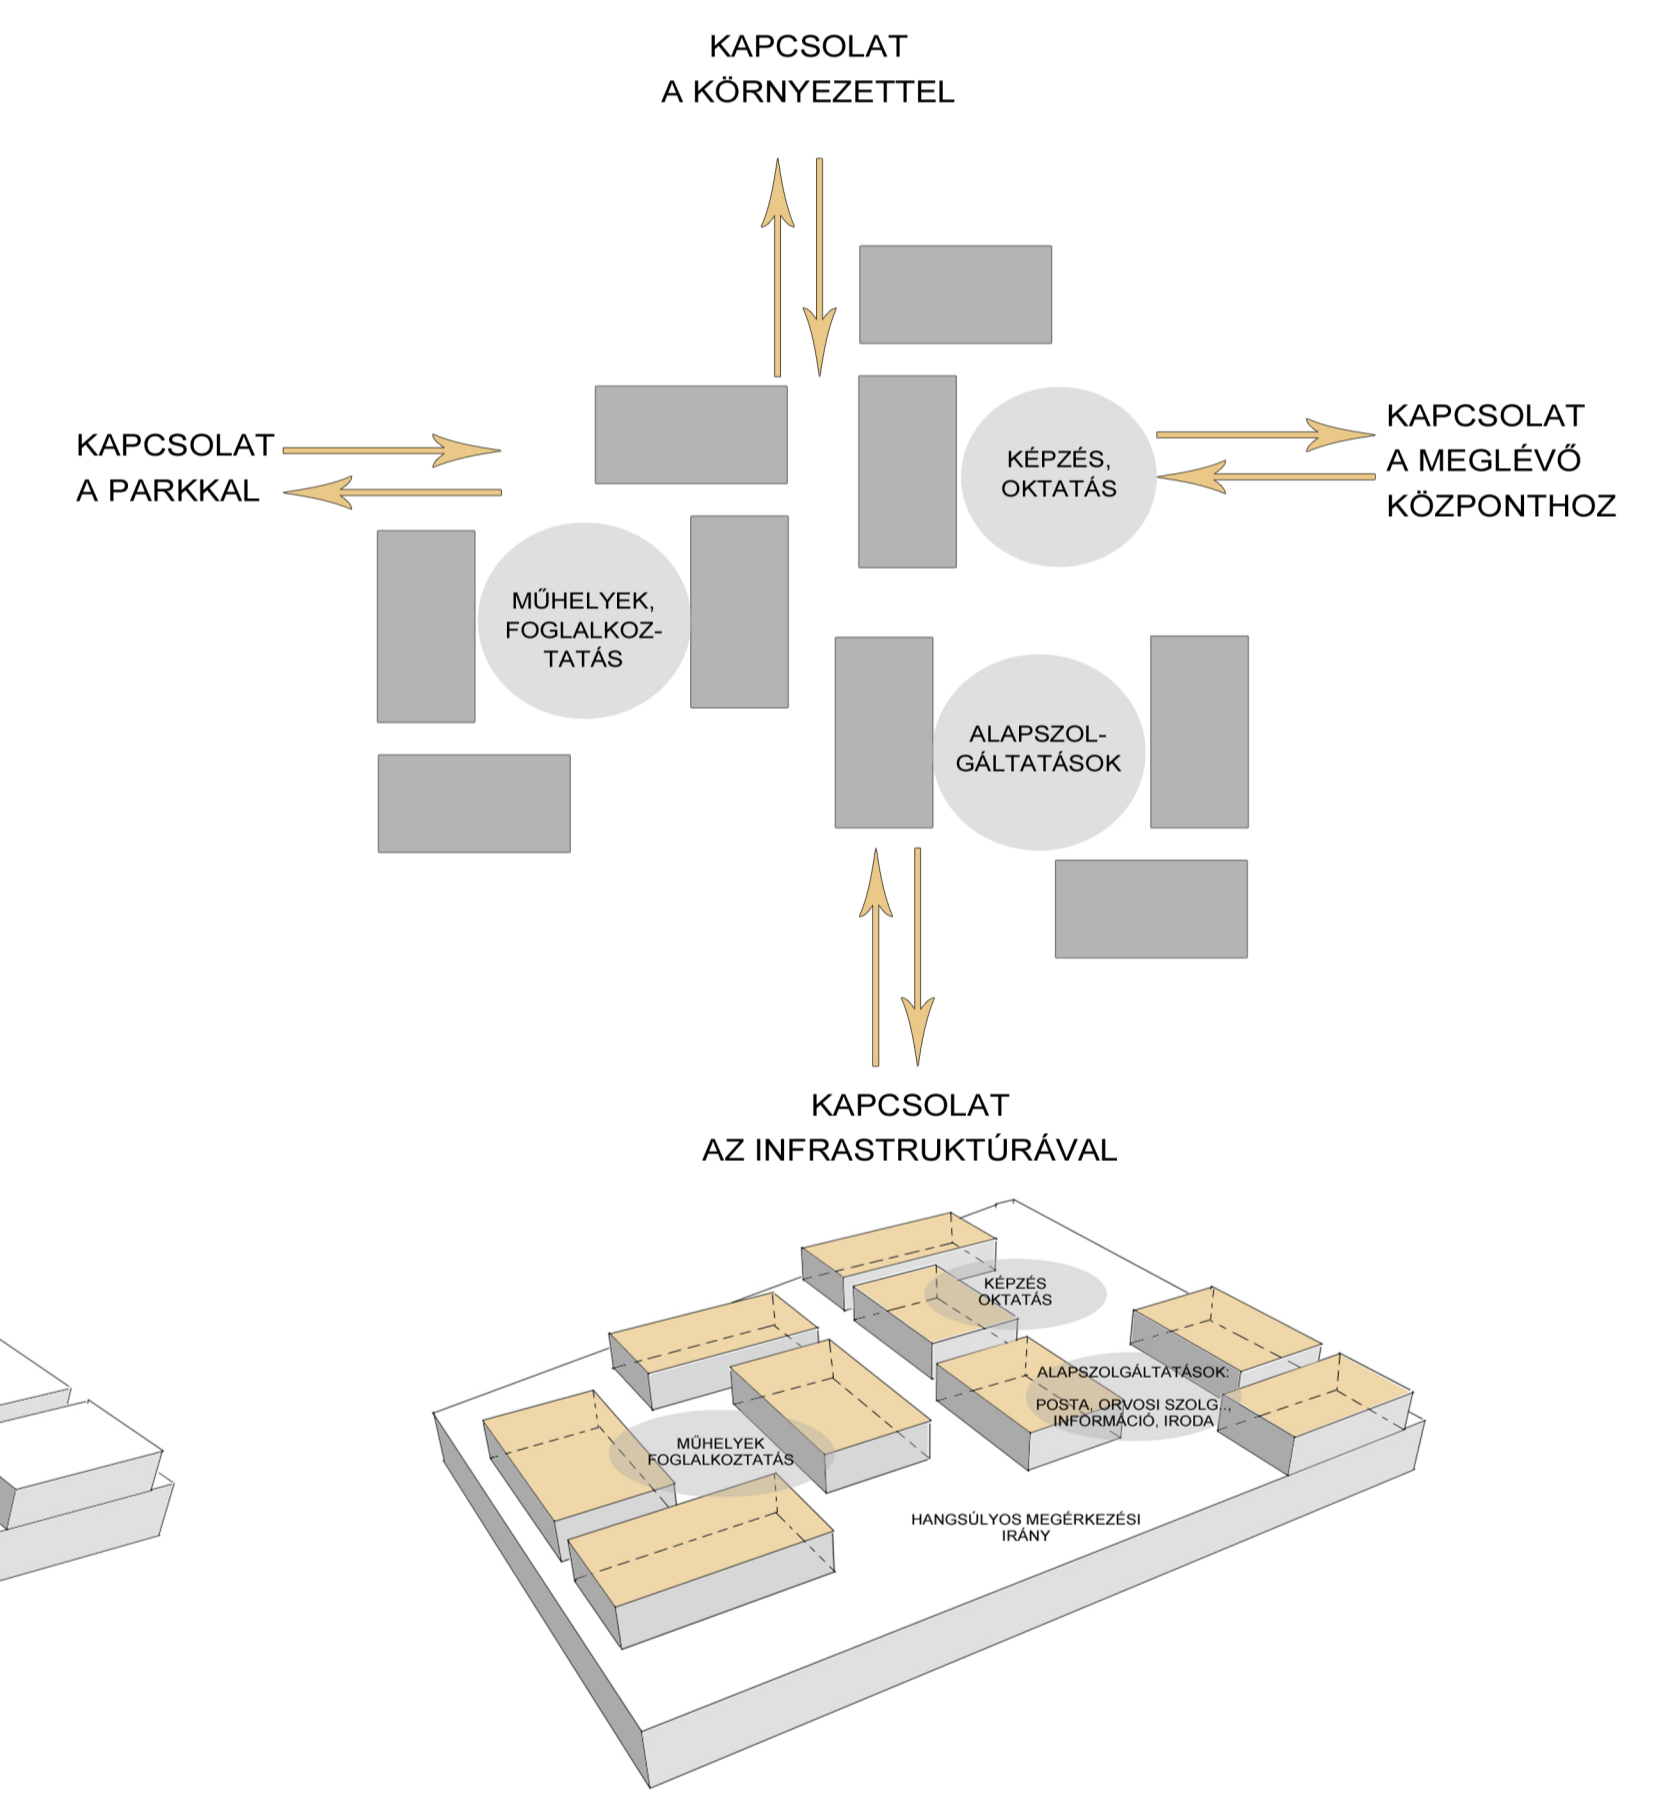 KAPCSOLAT
A KÖRNYEZETTEL
KAPCSOLAT
A PARKKAL
KÉPZÉS,
OKTATÁS
KAPCSOLAT
A MEGLÉVŐ
KÖZPONTHOZ
MŰHELYEK,
FOGLALKOZ-
TATÁS
ALAPSZOL-
GÁLTATÁSOK
KAPCSOLAT
AZ INFRASTRUKTÚRÁVAL
KÉPZÉS
OKTATÁS
ALAPSZOLGÁLTATÁSOK:
POSTA, ORVOSI SZOLG..,
INFORMÁCIÓ, IRODA
MŰHELYEK
FOGLALKOZTATÁS
HANGSÚLYOS MEGÉRKEZÉSI
IRÁNY